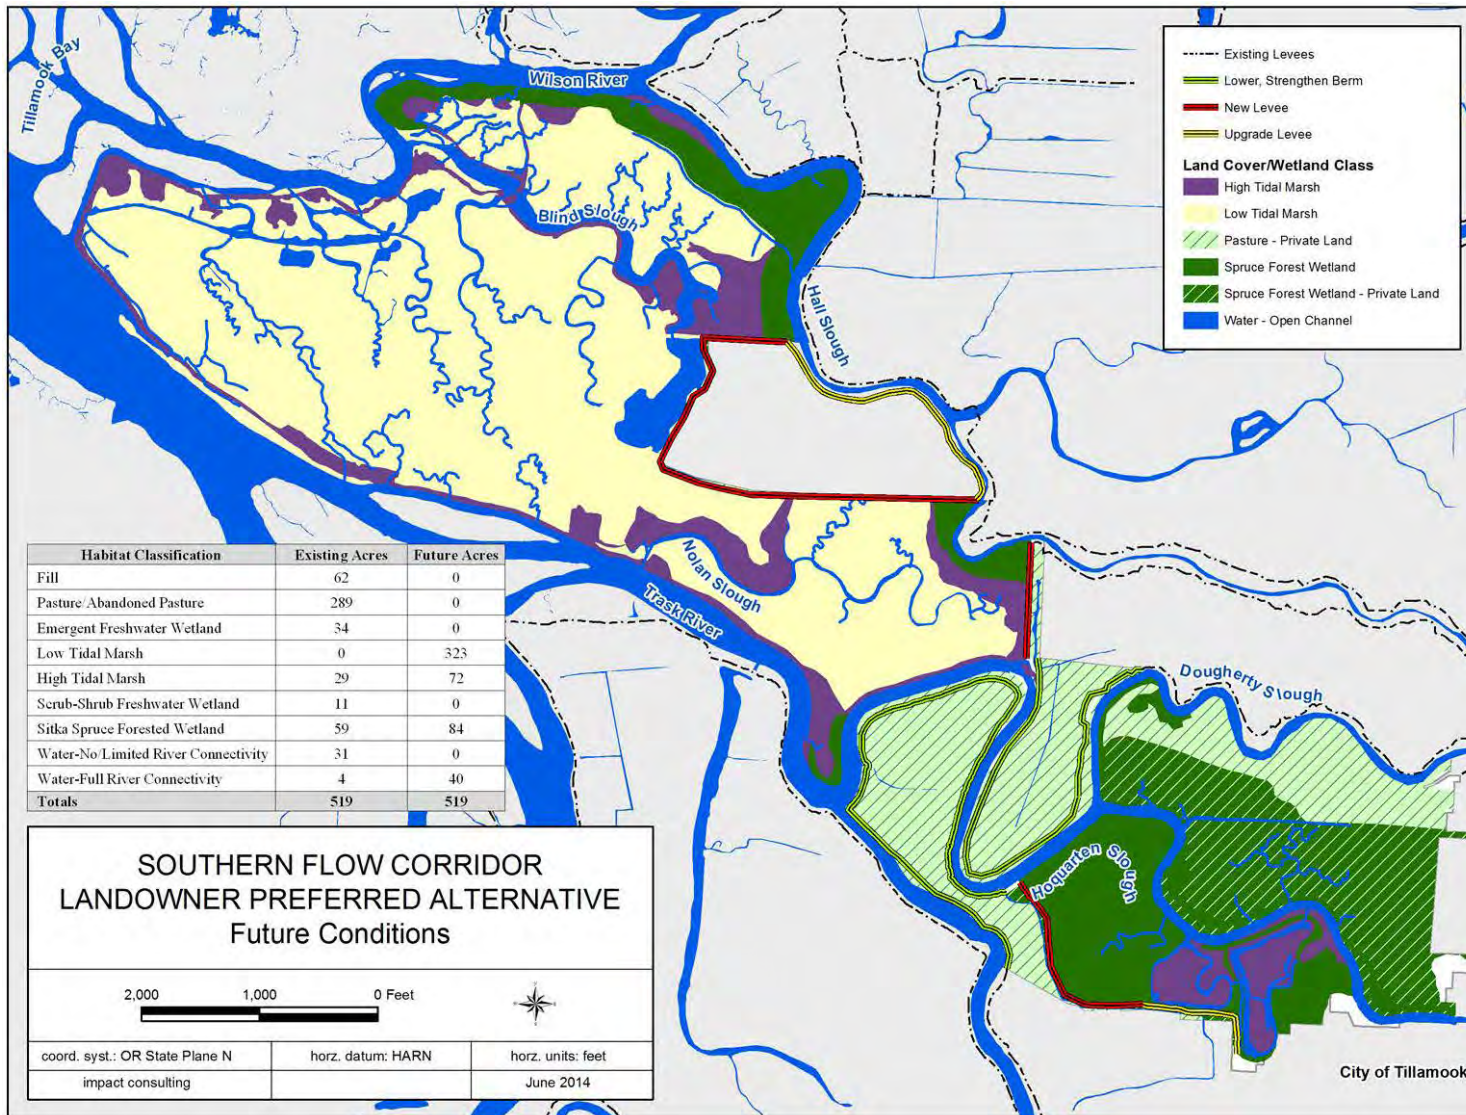 Tillamook Bay
Wilson River
Blind Slough
Hall Slough
Nolan Slough
Trask River
Dougherty Slough
Hoquarten Slough
City of Tillamook
Existing Levees
Lower, Strengthen Berm
New Levee
Upgrade Levee
Land Cover/Wetland Class
High Tidal Marsh
Low Tidal Marsh
Pasture - Private Land
Spruce Forest Wetland
Spruce Forest Wetland - Private Land
Water - Open Channel
Habitat Classification Existing Acres Future Acres
Fill 62 0
Pasture/Abandoned Pasture 289 0
Emergent Freshwater Wetland 34 0
Low Tidal Marsh 0 323
High Tidal Marsh 29 72
Scrub-Shrub Freshwater Wetland 11 0
Sitka Spruce Forested Wetland 59 84
Water-No/Limited River Connectivity 31 0
Water-Full River Connectivity 4 40
Totals 519 519
SOUTHERN FLOW CORRIDOR
LANDOWNER PREFERRED ALTERNATIVE
Future Conditions
2,000 1,000 0 Feet
coord. syst.: OR State Plane N horz. datum: HARN horz. units: feet
impact consulting June 2014